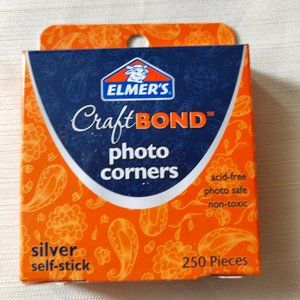 ELMER'S
CraftBOND™
photo
corners
acid-free
photo safe
non-toxic
silver
self-stick
250 Pieces